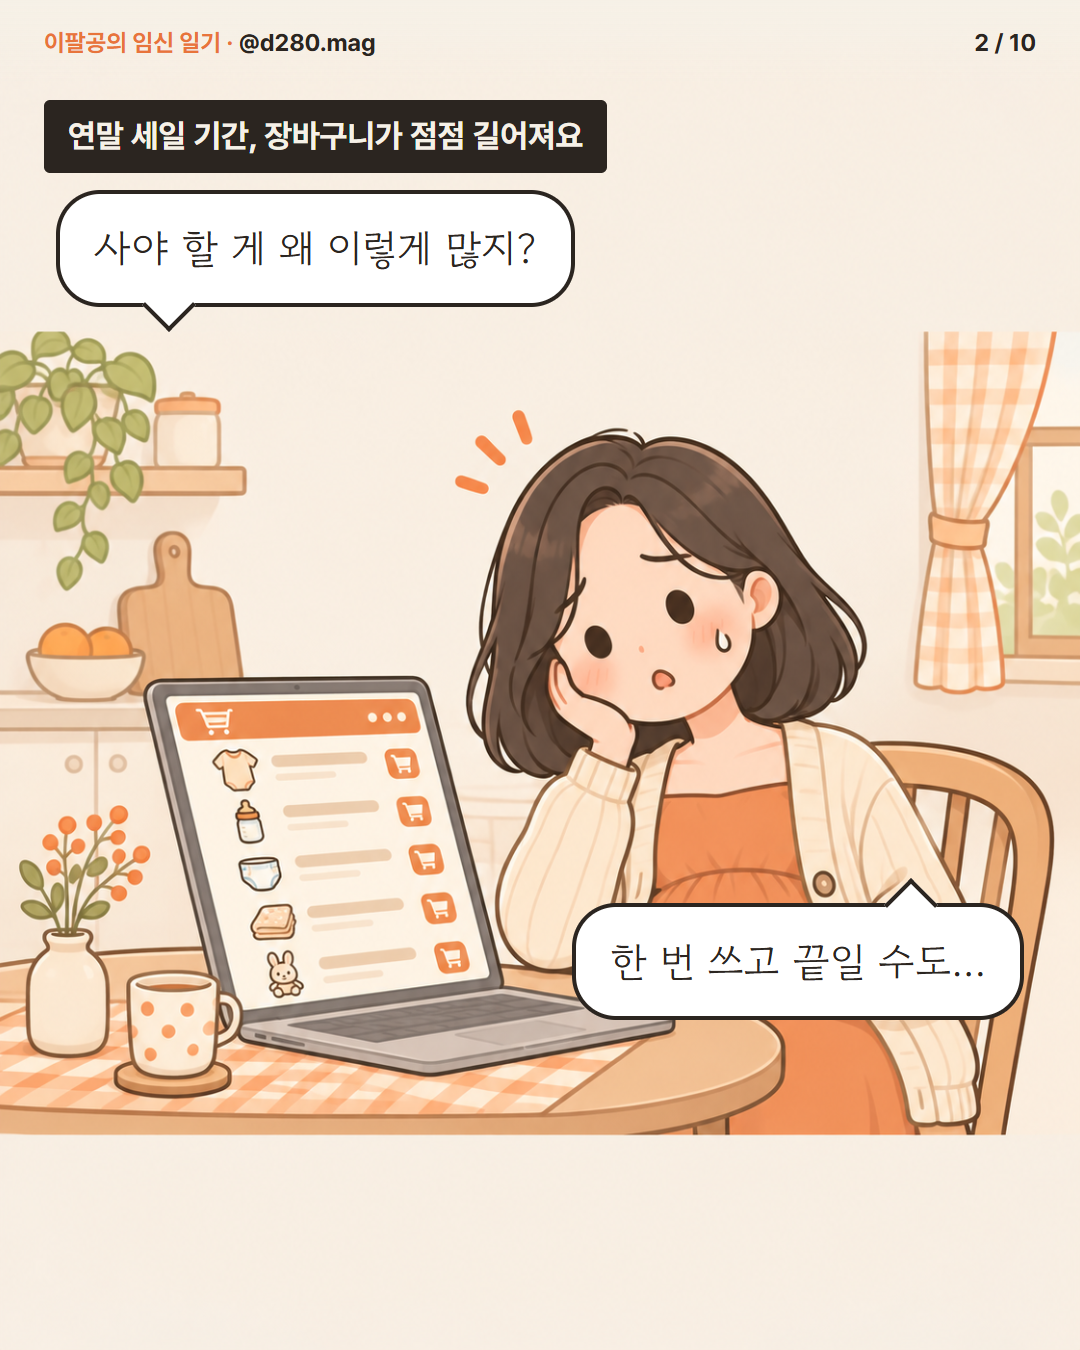 이팔공의 임신 일기 · @d280.mag
2 / 10
연말 세일 기간, 장바구니가 점점 길어져요
사야 할 게 왜 이렇게 많지?
한 번 쓰고 끝일 수도...